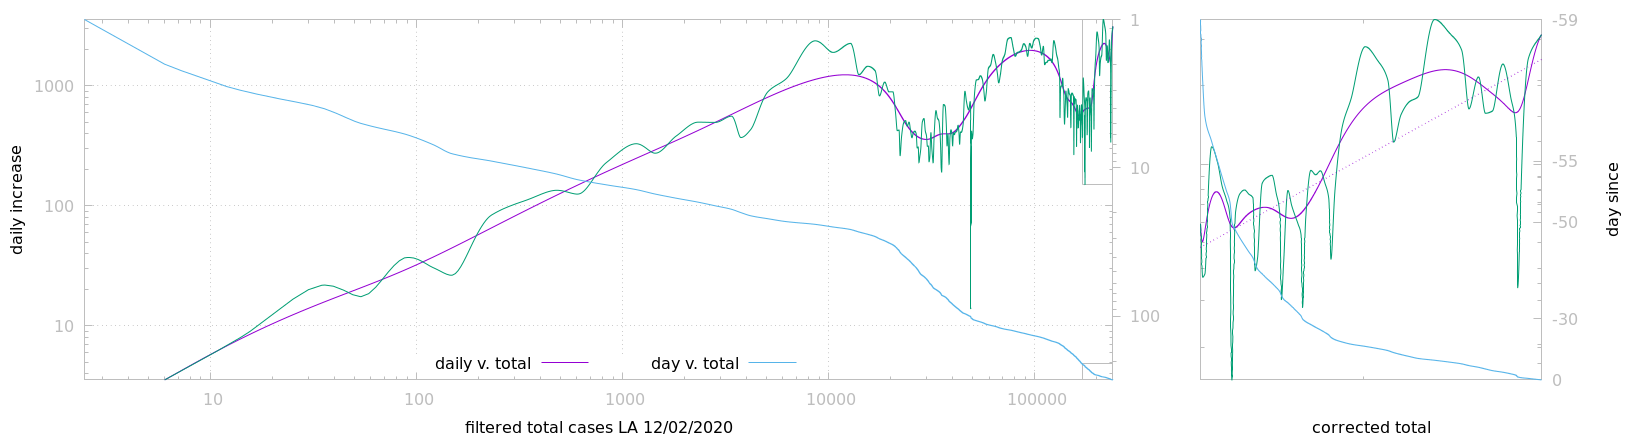 daily increase
1000
100
10
10
100
1000
10000
100000
daily v. total
day v. total
filtered total cases LA 12/02/2020
1
10
100
-59
-55
-50
-30
0
day since
corrected total